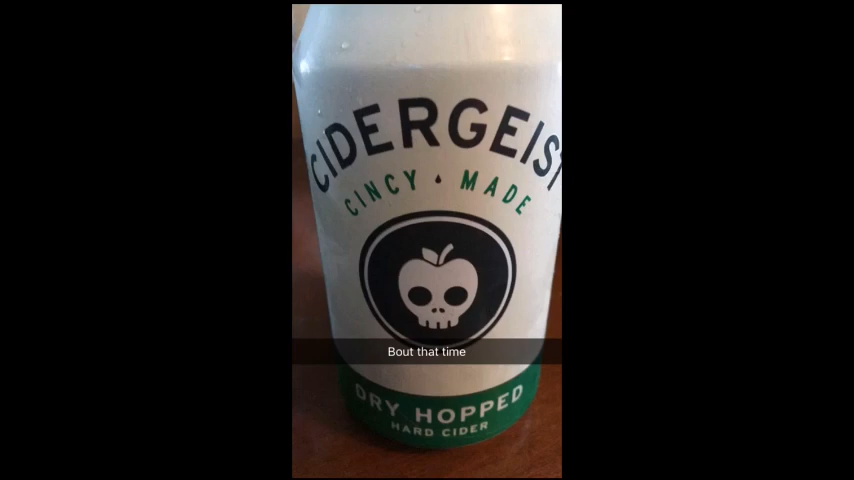 CIDERGEIST
CINCY • MADE
Bout that time
DRY HOPPED
HARD CIDER